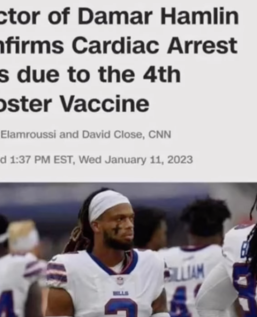 ctor of Damar Hamlin
nfirms Cardiac Arrest
s due to the 4th
oster Vaccine
Elamroussi and David Close, CNN
d 1:37 PM EST, Wed January 11, 2023
BILLS